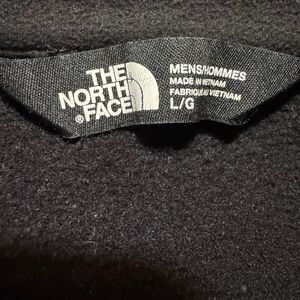 THE
NORTH
FACE
®
MENS/HOMMES
MADE IN VIETNAM
FABRIQUÉ AU VIETNAM
L/G